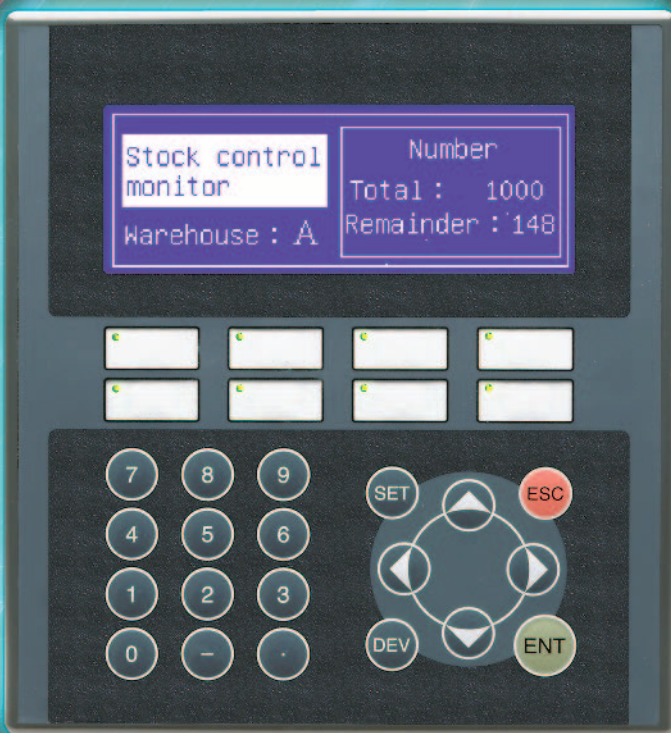 Stock control
monitor
Warehouse : A
Number
Total : 1000
Remainder : 148
7 8 9
4 5 6
1 2 3
0 - .
SET
ESC
DEV
ENT